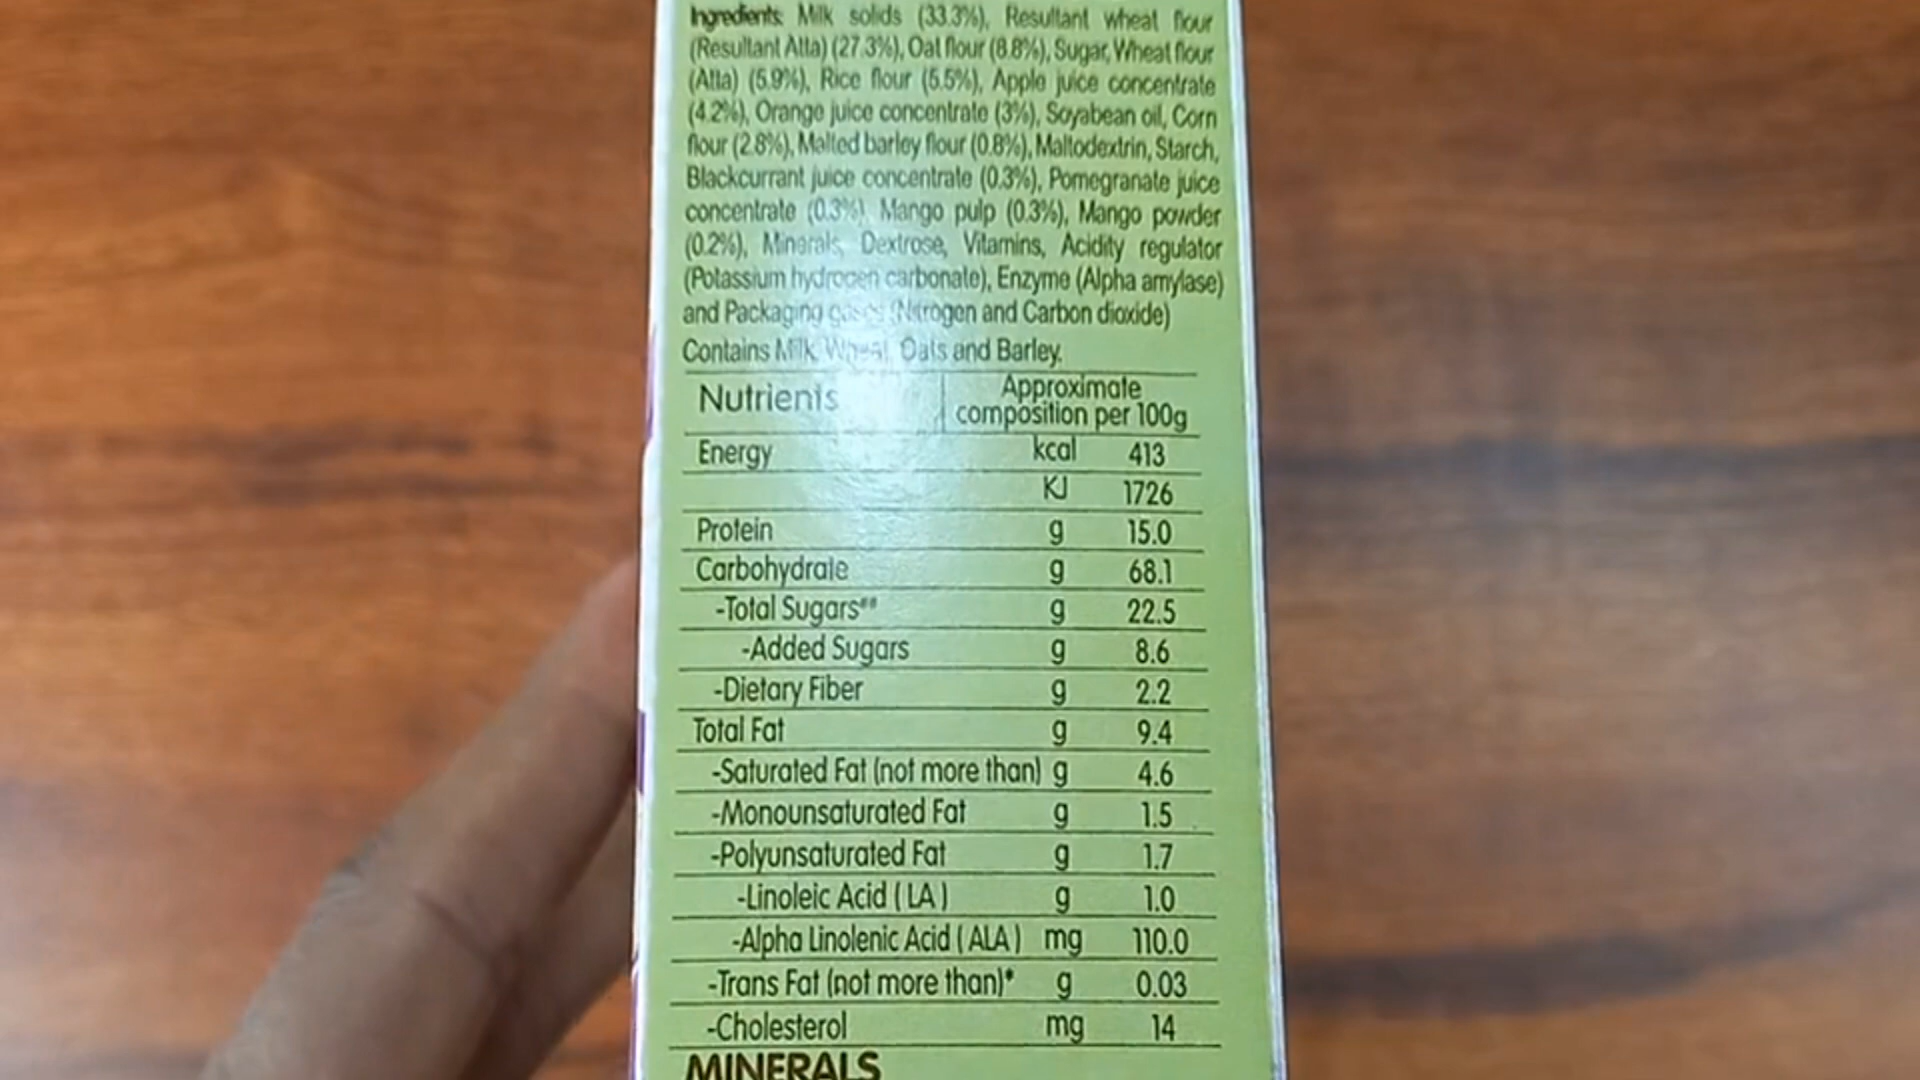 Ingredients: Milk solids (33.3%), Resultant wheat flour
(Resultant Atta) (27.3%), Oat flour (8.8%), Sugar, Wheat flour
(Atta) (5.9%), Rice flour (5.5%), Apple juice concentrate
(4.2%), Orange juice concentrate (3%), Soyabean oil, Corn
flour (2.8%), Malted barley flour (0.8%), Maltodextrin, Starch,
Blackcurrant juice concentrate (0.3%), Pomegranate juice
concentrate (0.3%), Mango pulp (0.3%), Mango powder
(0.2%), Minerals, Dextrose, Vitamins, Acidity regulator
(Potassium hydrogen carbonate), Enzyme (Alpha amylase)
and Packaging gases (Nitrogen and Carbon dioxide)
Contains Milk, Wheat, Oats and Barley.
Nutrients Approximate composition per 100g
Energy kcal 413
KJ 1726
Protein g 15.0
Carbohydrate g 68.1
-Total Sugars## g 22.5
-Added Sugars g 8.6
-Dietary Fiber g 2.2
Total Fat g 9.4
-Saturated Fat (not more than) g 4.6
-Monounsaturated Fat g 1.5
-Polyunsaturated Fat g 1.7
-Linoleic Acid ( LA ) g 1.0
-Alpha Linolenic Acid ( ALA ) mg 110.0
-Trans Fat (not more than)* g 0.03
-Cholesterol mg 14
MINERALS